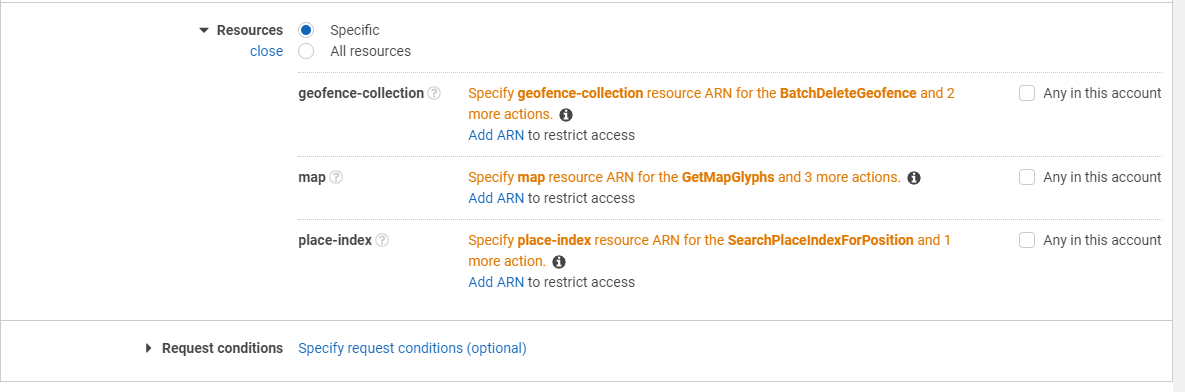 Resources Specific
close All resources
geofence-collection ? Specify geofence-collection resource ARN for the BatchDeleteGeofence and 2 Any in this account
more actions. i
Add ARN to restrict access
map ? Specify map resource ARN for the GetMapGlyphs and 3 more actions. i Any in this account
Add ARN to restrict access
place-index ? Specify place-index resource ARN for the SearchPlaceIndexForPosition and 1 Any in this account
more action. i
Add ARN to restrict access
Request conditions Specify request conditions (optional)